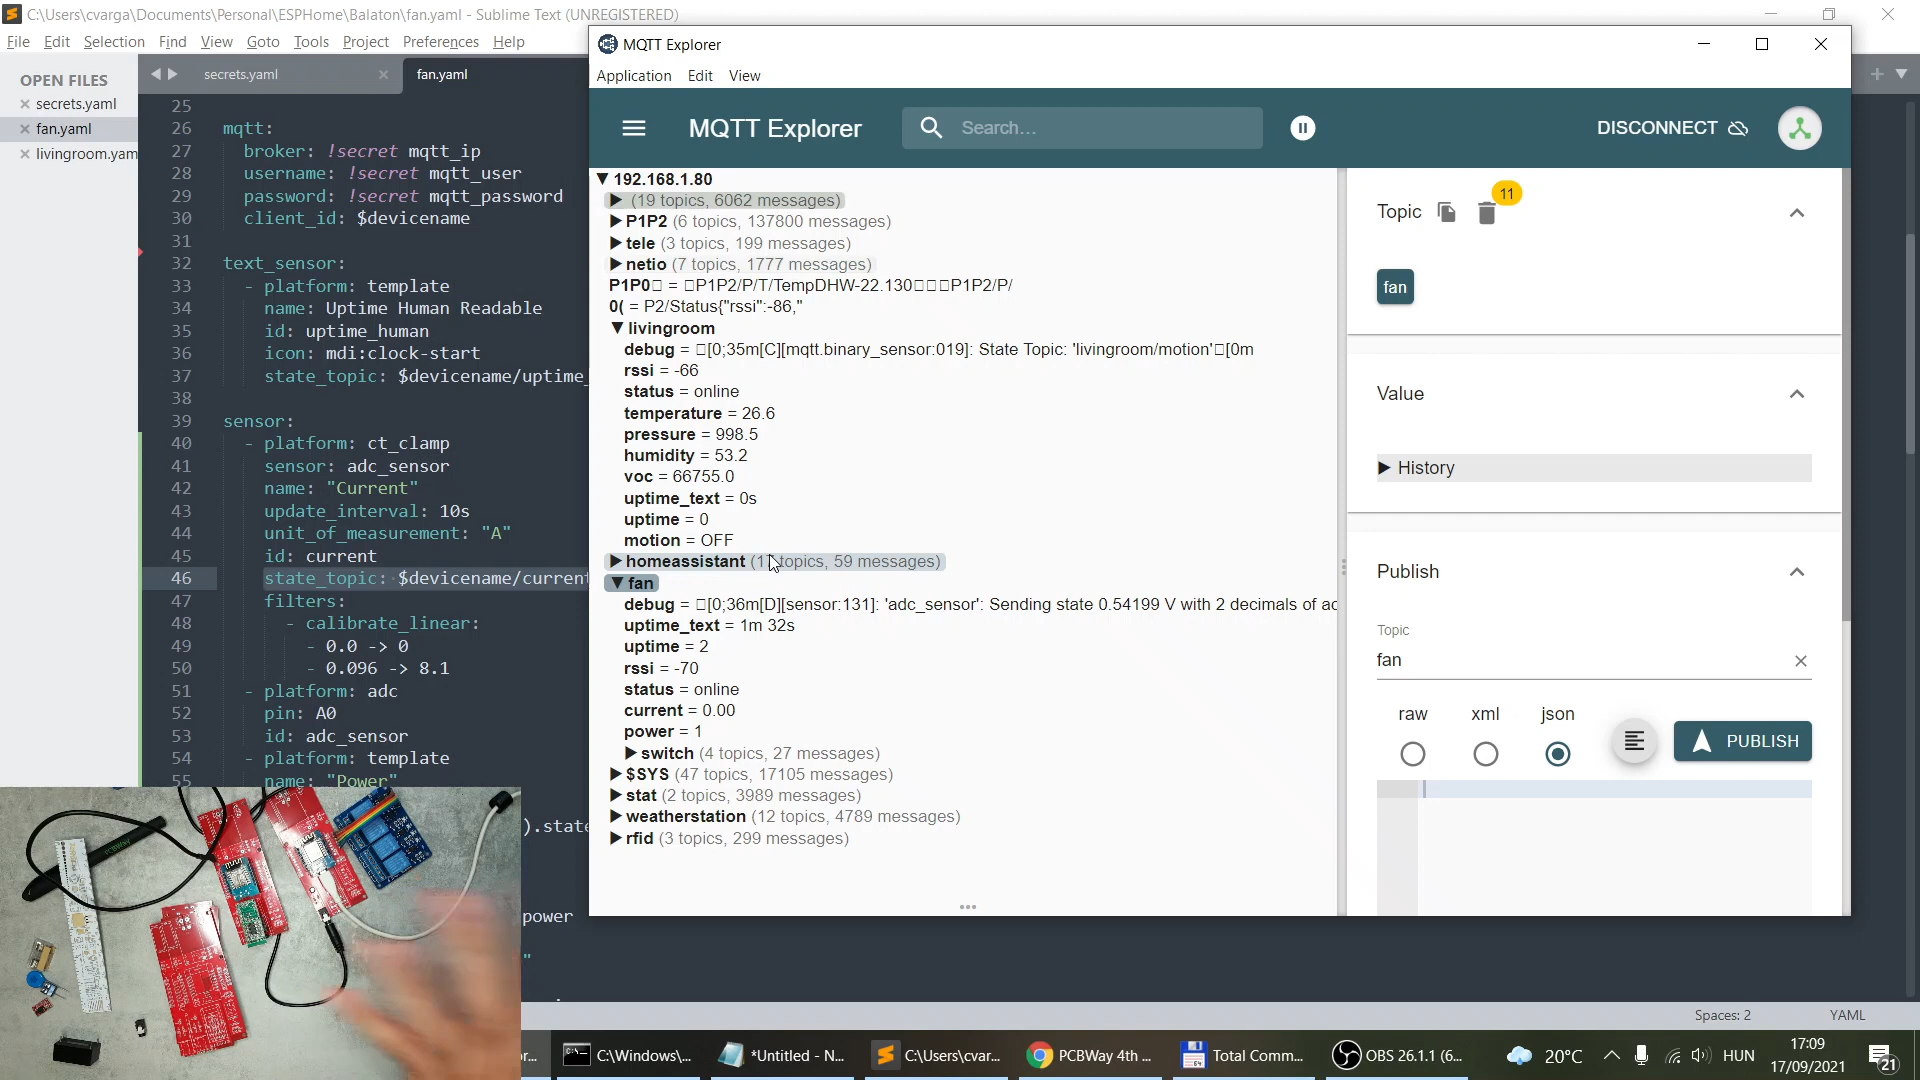 C:\Users\cvarga\Documents\Personal\ESPHome\Balaton\fan.yaml - Sublime Text (UNREGISTERED)
File Edit Selection Find View Goto Tools Project Preferences Help
OPEN FILES
secrets.yaml
fan.yaml
livingroom.yam
secrets.yaml
fan.yaml
25
26 mqtt:
27 broker: !secret mqtt_ip
28 username: !secret mqtt_user
29 password: !secret mqtt_password
30 client_id: $devicename
31
32 text_sensor:
33 - platform: template
34 name: Uptime Human Readable
35 id: uptime_human
36 icon: mdi:clock-start
37 state_topic: $devicename/uptime_
38
39 sensor:
40 - platform: ct_clamp
41 sensor: adc_sensor
42 name: "Current"
43 update_interval: 10s
44 unit_of_measurement: "A"
45 id: current
46 state_topic: $devicename/current
47 filters:
48 - calibrate_linear:
49 - 0.0 -> 0
50 - 0.096 -> 8.1
51 - platform: adc
52 pin: A0
53 id: adc_sensor
54 - platform: template
55 name: "Power"
).state
power
"
MQTT Explorer
Application Edit View
MQTT Explorer
Search...
DISCONNECT
▼ 192.168.1.80
▶ (19 topics, 6062 messages)
▶ P1P2 (6 topics, 137800 messages)
▶ tele (3 topics, 199 messages)
▶ netio (7 topics, 1777 messages)
P1P0□ = □P1P2/P/T/TempDHW-22.130□□□P1P2/P/
0( = P2/Status{"rssi":-86,"
▼ livingroom
debug = □[0;35m[C][mqtt.binary_sensor:019]: State Topic: 'livingroom/motion'□[0m
rssi = -66
status = online
temperature = 26.6
pressure = 998.5
humidity = 53.2
voc = 66755.0
uptime_text = 0s
uptime = 0
motion = OFF
▶ homeassistant (1 topics, 59 messages)
▼ fan
debug = □[0;36m[D][sensor:131]: 'adc_sensor': Sending state 0.54199 V with 2 decimals of ac
uptime_text = 1m 32s
uptime = 2
rssi = -70
status = online
current = 0.00
power = 1
▶ switch (4 topics, 27 messages)
▶ $SYS (47 topics, 17105 messages)
▶ stat (2 topics, 3989 messages)
▶ weatherstation (12 topics, 4789 messages)
▶ rfid (3 topics, 299 messages)
Topic 11
fan
Value
▶ History
Publish
Topic
fan
raw xml json
PUBLISH
Spaces: 2 YAML
or...
C:\Windows\...
*Untitled - N...
C:\Users\cvar...
PCBWay 4th ...
Total Comm...
OBS 26.1.1 (6...
20°C
HUN
17:09
17/09/2021
21